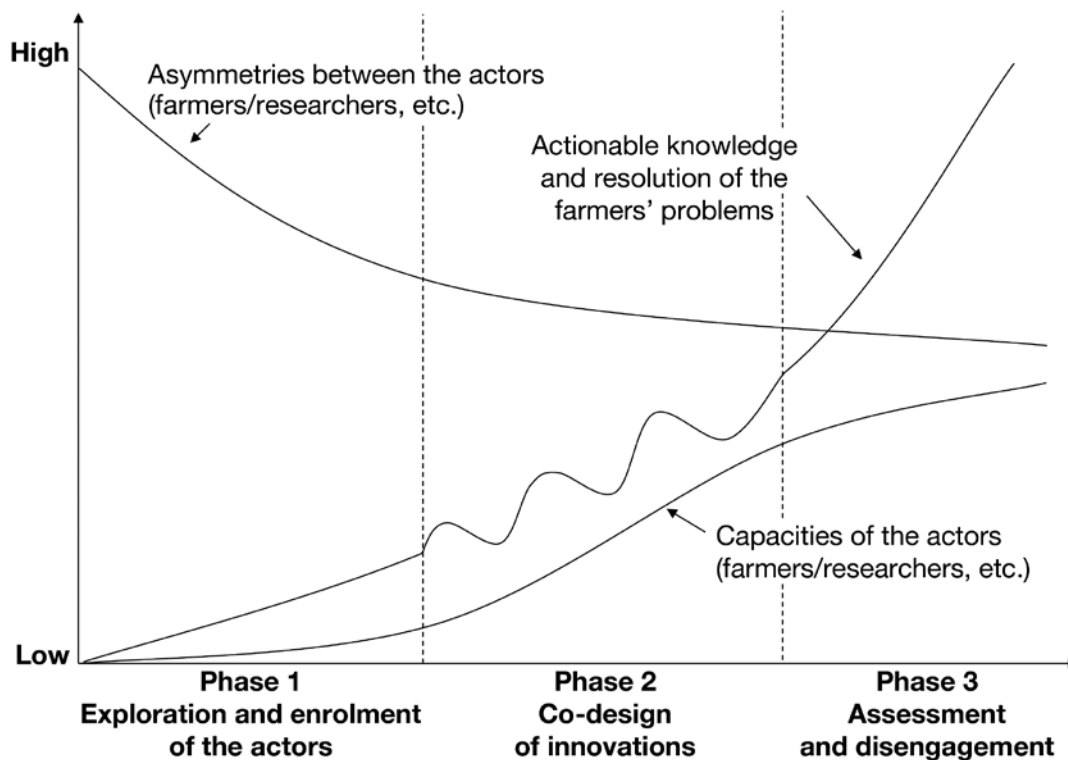 High
Asymmetries between the actors
(farmers/researchers, etc.)
Actionable knowledge
and resolution of the
farmers’ problems
Capacities of the actors
(farmers/researchers, etc.)
Low
Phase 1
Exploration and enrolment
of the actors
Phase 2
Co-design
of innovations
Phase 3
Assessment
and disengagement